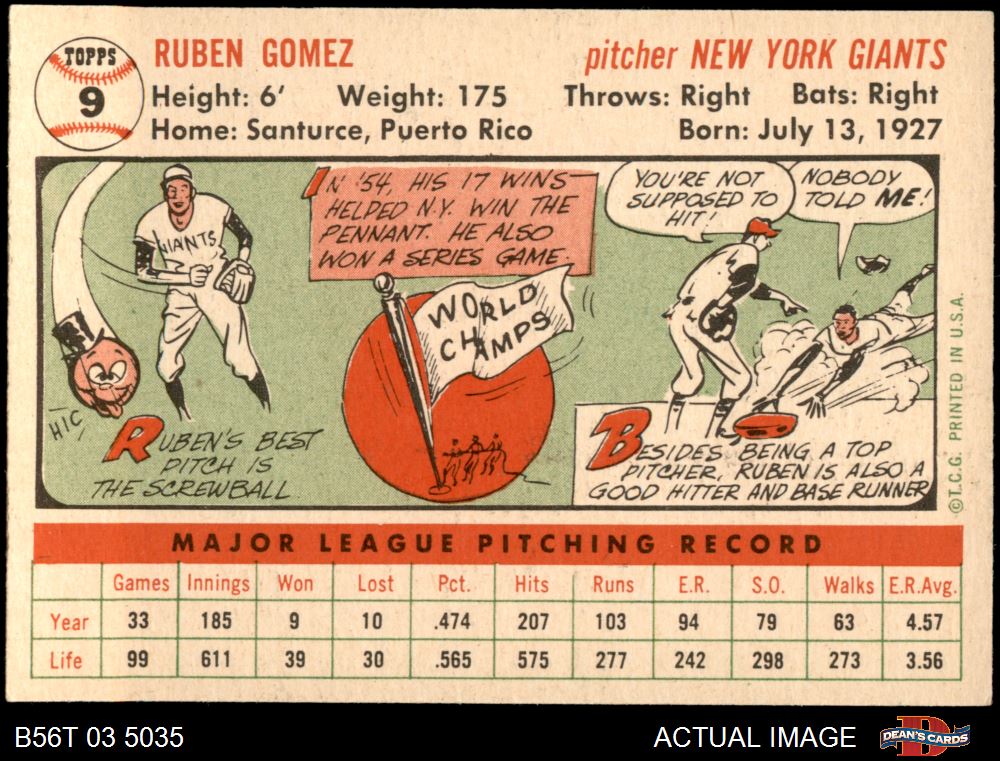 TOPPS
9
RUBEN GOMEZ
pitcher NEW YORK GIANTS
Height: 6' Weight: 175 Throws: Right Bats: Right
Home: Santurce, Puerto Rico Born: July 13, 1927
GIANTS
HIC
RUBEN'S BEST
PITCH IS
THE SCREWBALL
IN '54, HIS 17 WINS
HELPED N.Y. WIN THE
PENNANT. HE ALSO
WON A SERIES GAME.
WORLD
CHAMPS
YOU'RE NOT
SUPPOSED TO
HIT!
NOBODY
TOLD ME!
BESIDES BEING A TOP
PITCHER, RUBEN IS ALSO A
GOOD HITTER AND BASE RUNNER
©T.C.G. PRINTED IN U.S.A.
MAJOR LEAGUE PITCHING RECORD
Games Innings Won Lost Pct. Hits Runs E.R. S.O. Walks E.R.Avg.
Year 33 185 9 10 .474 207 103 94 79 63 4.57
Life 99 611 39 30 .565 575 277 242 298 273 3.56
B56T 03 5035
ACTUAL IMAGE
DEAN'S CARDS